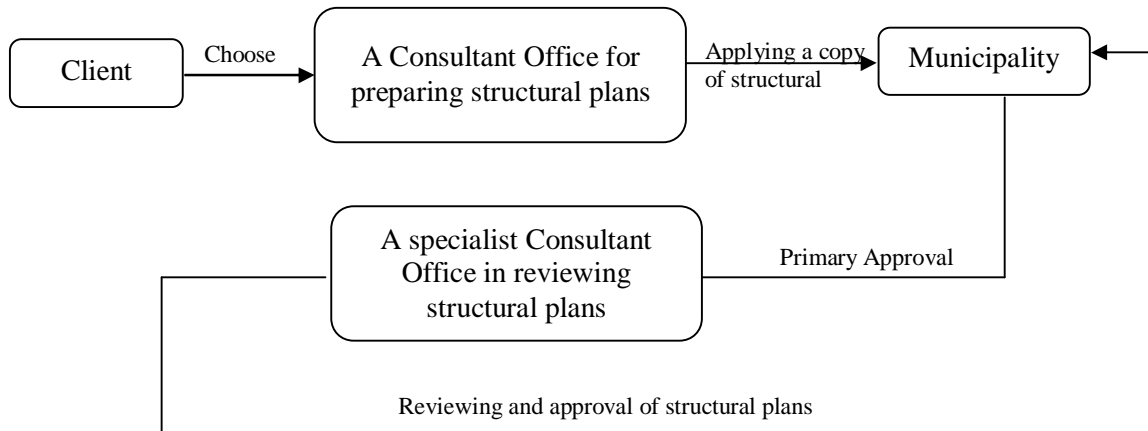 Client
Choose
A Consultant Office for
preparing structural plans
Applying a copy
of structural
Municipality
A specialist Consultant
Office in reviewing
structural plans
Primary Approval
Reviewing and approval of structural plans